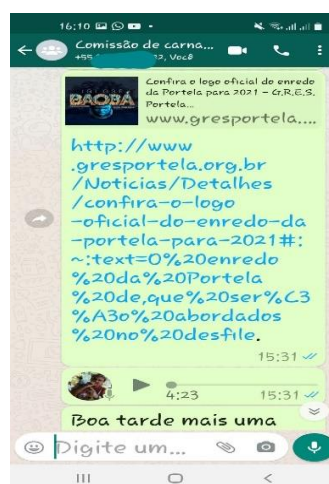 16:10
Comissão de carna...
+55 2, Você
Confira o logo oficial do enredo
da Portela para 2021 - G.R.E.S.
Portela...
BAOBÁ
www.gresportela....
http://www
.gresportela.org.br
/Noticias/Detalhes
/confira-o-logo
-oficial-do-enredo-da
-portela-para-2021#:
~:text=O%20enredo
%20da%20Portela
%20de,que%20ser%C3
%A3o%20abordados
%20no%20desfile.
15:31
4:23
15:31
Boa tarde mais uma
Digite um...